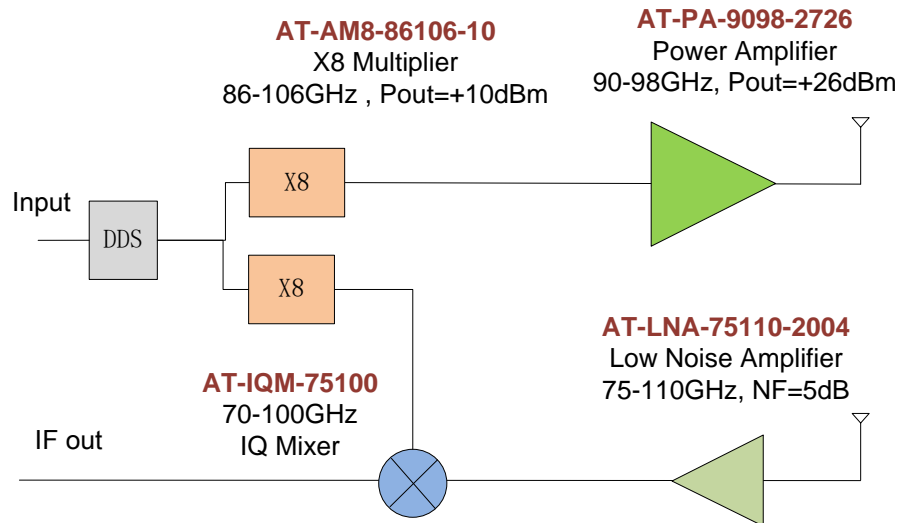 AT-AM8-86106-10
X8 Multiplier
86-106GHz , Pout=+10dBm
AT-PA-9098-2726
Power Amplifier
90-98GHz, Pout=+26dBm
X8
Input
DDS
X8
AT-IQM-75100
70-100GHz
IQ Mixer
AT-LNA-75110-2004
Low Noise Amplifier
75-110GHz, NF=5dB
IF out